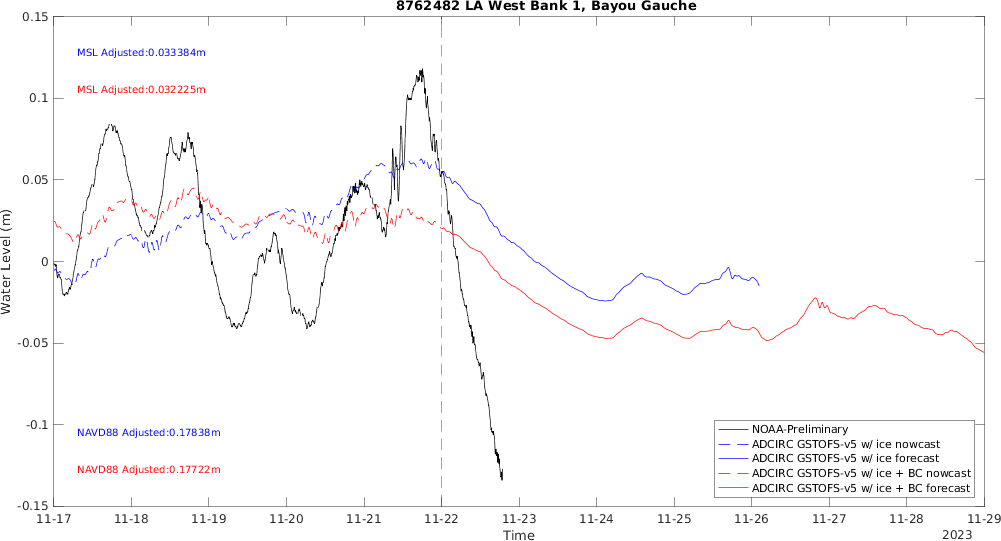 8762482 LA West Bank 1, Bayou Gauche
0.15
MSL Adjusted:0.033384m
MSL Adjusted:0.032225m
0.1
0.05
0
-0.05
-0.1
-0.15
Water Level (m)
NAVD88 Adjusted:0.17838m
NAVD88 Adjusted:0.17722m
NOAA-Preliminary
ADCIRC GSTOFS-v5 w/ ice nowcast
ADCIRC GSTOFS-v5 w/ ice forecast
ADCIRC GSTOFS-v5 w/ ice + BC nowcast
ADCIRC GSTOFS-v5 w/ ice + BC forecast
11-17 11-18 11-19 11-20 11-21 11-22 11-23 11-24 11-25 11-26 11-27 11-28 11-29
Time
2023